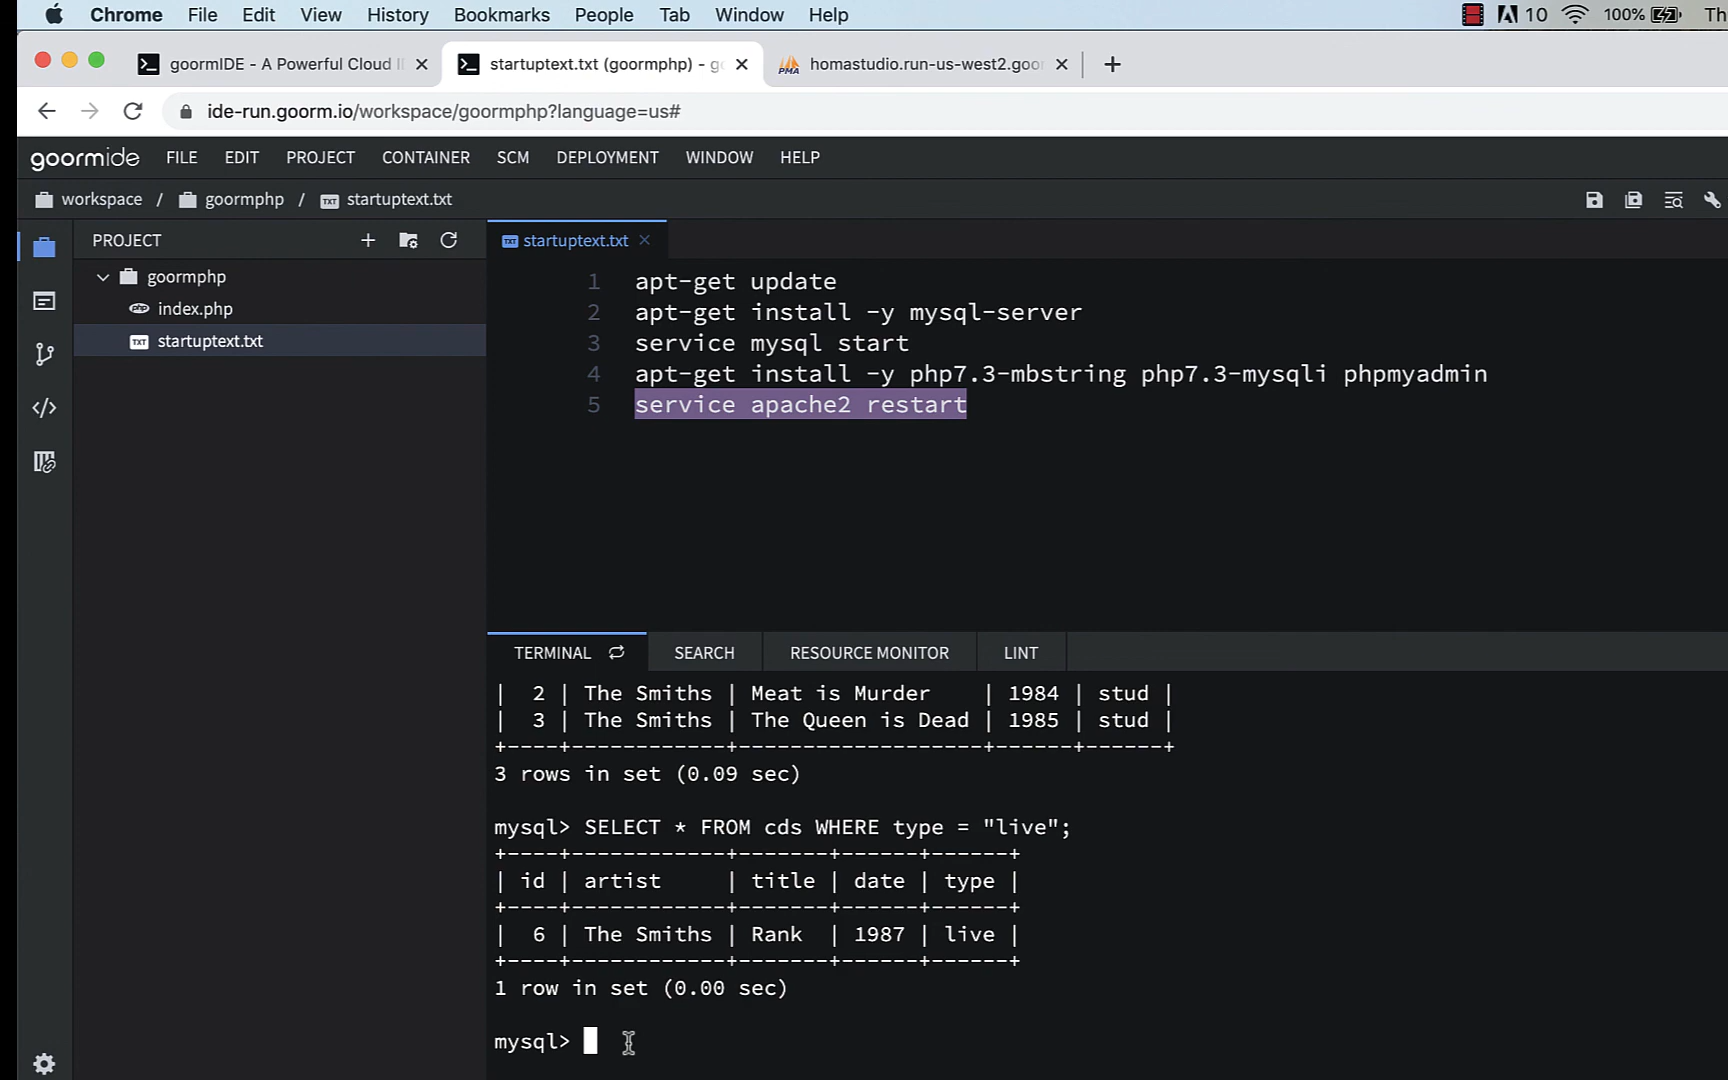 Chrome File Edit View History Bookmarks People Tab Window Help 10 100% Th
goormIDE - A Powerful Cloud I
startuptext.txt (goormphp) - go
PMA homastudio.run-us-west2.goor
ide-run.goorm.io/workspace/goormphp?language=us#
goormide FILE EDIT PROJECT CONTAINER SCM DEPLOYMENT WINDOW HELP
workspace / goormphp / TXT startuptext.txt
PROJECT
goormphp
php index.php
TXT startuptext.txt
TXT startuptext.txt
1 apt-get update
2 apt-get install -y mysql-server
3 service mysql start
4 apt-get install -y php7.3-mbstring php7.3-mysqli phpmyadmin
5 service apache2 restart
TERMINAL SEARCH RESOURCE MONITOR LINT
| 2 | The Smiths | Meat is Murder | 1984 | stud |
| 3 | The Smiths | The Queen is Dead | 1985 | stud |
+----+------------+-------------------+------+------+
3 rows in set (0.09 sec)
mysql> SELECT * FROM cds WHERE type = "live";
+----+------------+-------+------+------+
| id | artist | title | date | type |
+----+------------+-------+------+------+
| 6 | The Smiths | Rank | 1987 | live |
+----+------------+-------+------+------+
1 row in set (0.00 sec)
mysql>